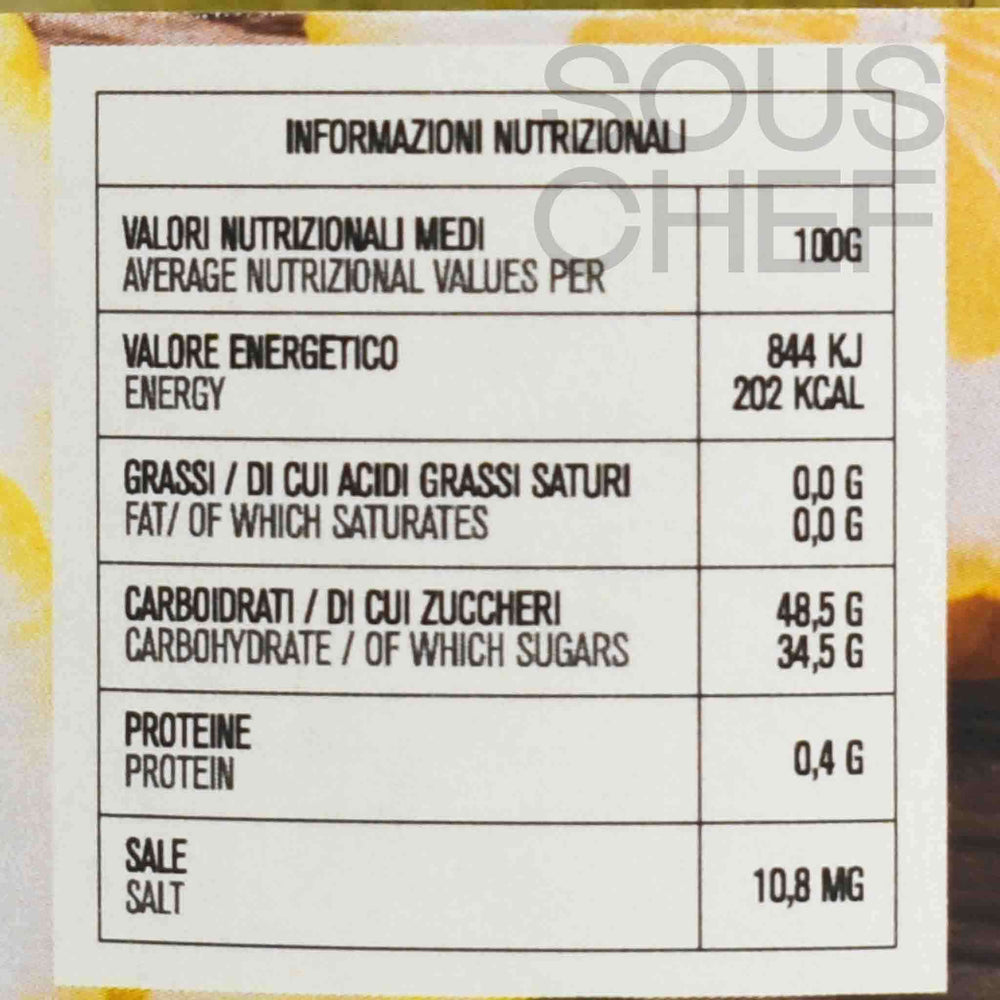 SOUS
CHEF
INFORMAZIONI NUTRIZIONALI
VALORI NUTRIZIONALI MEDI
AVERAGE NUTRIZIONAL VALUES PER
100G
VALORE ENERGETICO
ENERGY
844 KJ
202 KCAL
GRASSI / DI CUI ACIDI GRASSI SATURI
FAT/ OF WHICH SATURATES
0,0 G
0,0 G
CARBOIDRATI / DI CUI ZUCCHERI
CARBOHYDRATE / OF WHICH SUGARS
48,5 G
34,5 G
PROTEINE
PROTEIN
0,4 G
SALE
SALT
10,8 MG